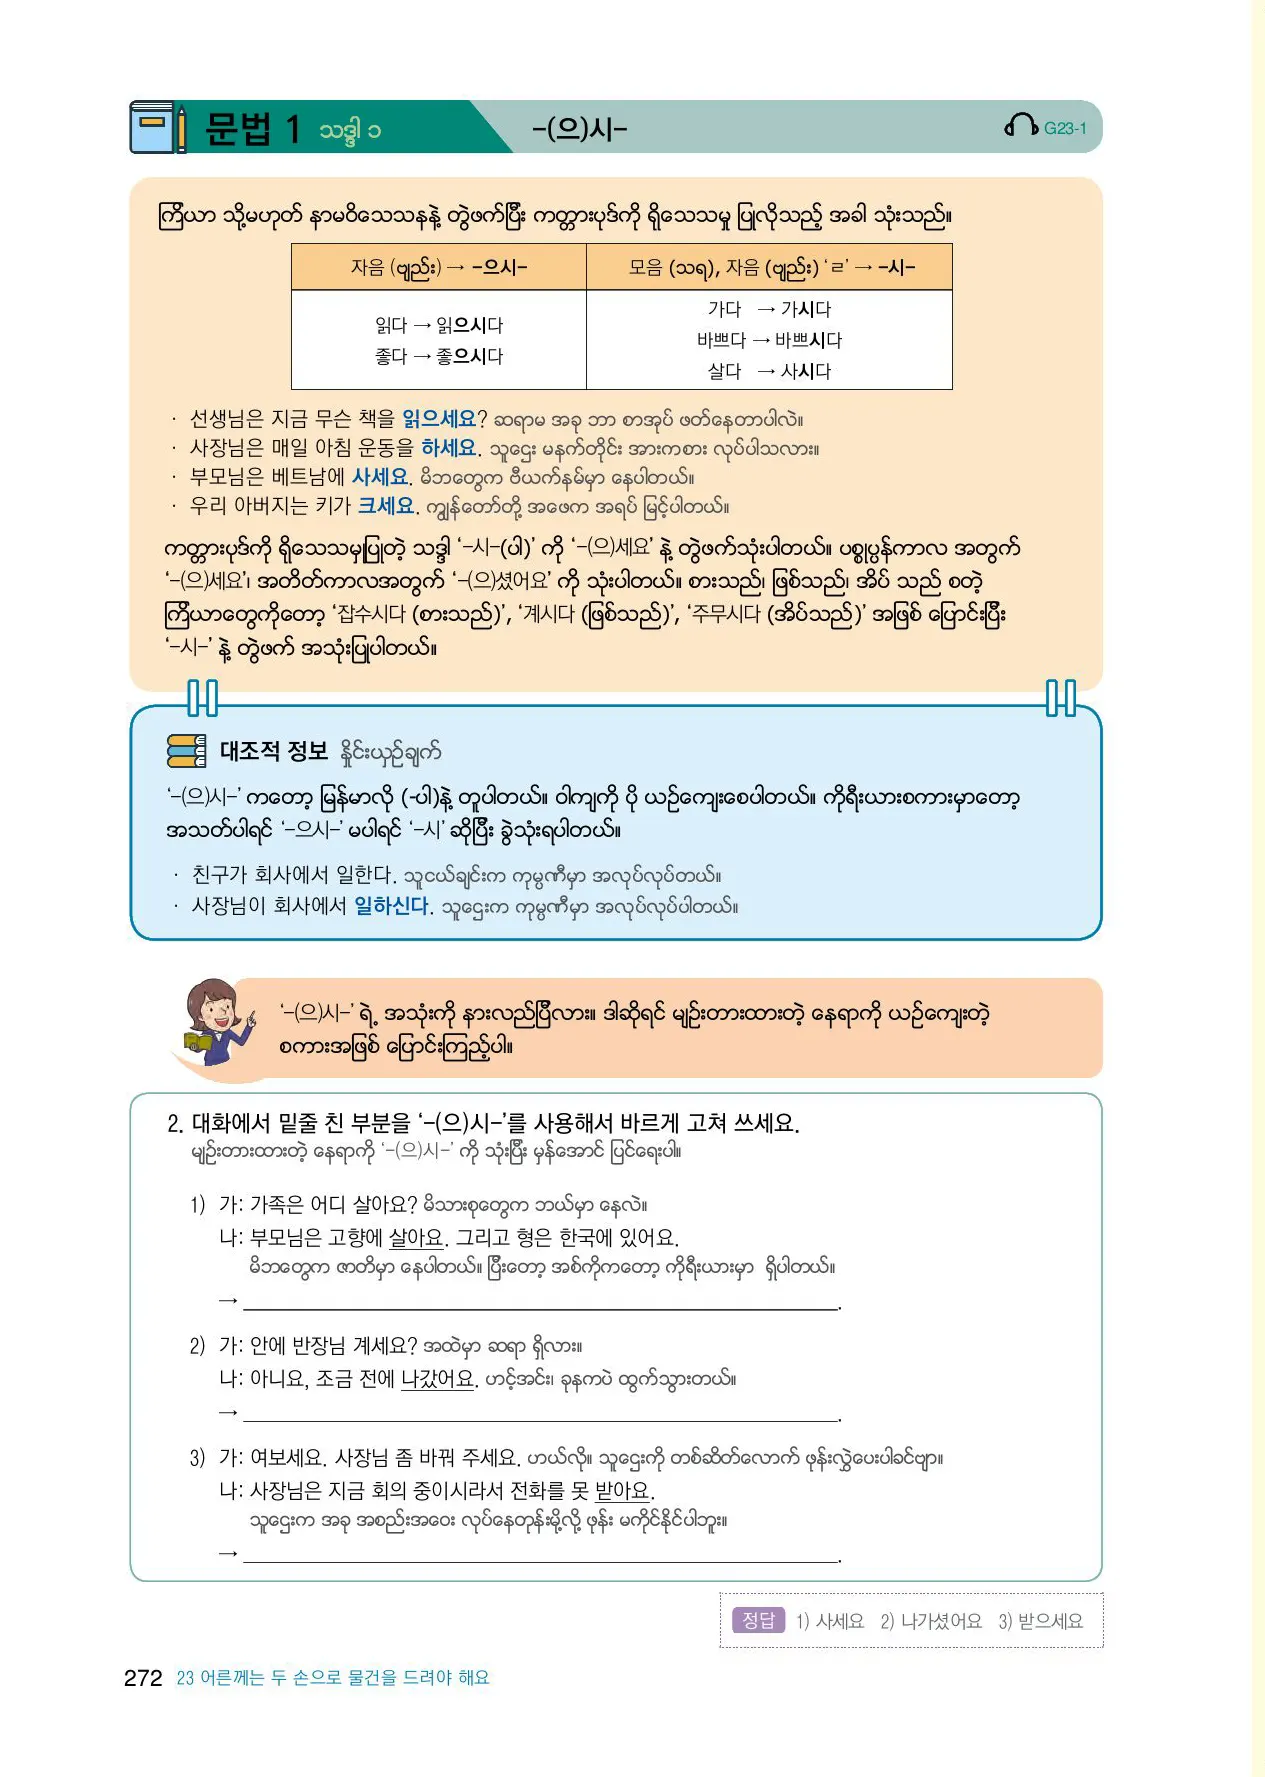 문법 1 သဒ္ဒါ ၁ -(으)시- G23-1
ကြိယာ သို့မဟုတ် နာမဝိသေသနနဲ့ တွဲဖက်ပြီး ကတ္တားပုဒ်ကို ရိုသေသမှု ပြုလိုသည့် အခါ သုံးသည်။
자음 (ဗျည်း) → -으시-
모음 (သရ), 자음 (ဗျည်း) ‘ㄹ’ → -시-
읽다 → 읽으시다
좋다 → 좋으시다
가다 → 가시다
바쁘다 → 바쁘시다
살다 → 사시다
· 선생님은 지금 무슨 책을 읽으세요? ဆရာမ အခု ဘာ စာအုပ် ဖတ်နေတာပါလဲ။
· 사장님은 매일 아침 운동을 하세요. သူဌေး မနက်တိုင်း အားကစား လုပ်ပါသလား။
· 부모님은 베트남에 사세요. မိဘတွေက ဗီယက်နမ်မှာ နေပါတယ်။
· 우리 아버지는 키가 크세요. ကျွန်တော်တို့ အဖေက အရပ် မြင့်ပါတယ်။
ကတ္တားပုဒ်ကို ရိုသေသမှုပြုတဲ့ သဒ္ဒါ ‘-시-(ပါ)’ ကို ‘-(으)세요’ နဲ့ တွဲဖက်သုံးပါတယ်။ ပစ္စုပ္ပန်ကာလ အတွက်
‘-(으)세요’၊ အတိတ်ကာလအတွက် ‘-(으)셨어요’ ကို သုံးပါတယ်။ စားသည်၊ ဖြစ်သည်၊ အိပ် သည် စတဲ့
ကြိယာတွေကိုတော့ ‘잡수시다 (စားသည်)’, ‘계시다 (ဖြစ်သည်)’, ‘주무시다 (အိပ်သည်)’ အဖြစ် ပြောင်းပြီး
‘-시-’ နဲ့ တွဲဖက် အသုံးပြုပါတယ်။
대조적 정보 နှိုင်းယှဉ်ချက်
‘-(으)시-’ ကတော့ မြန်မာလို (-ပါ)နဲ့ တူပါတယ်။ ဝါကျကို ပို ယဉ်ကျေးစေပါတယ်။ ကိုရီးယားစကားမှာတော့
အသတ်ပါရင် ‘-으시-’ မပါရင် ‘-시’ ဆိုပြီး ခွဲသုံးရပါတယ်။
· 친구가 회사에서 일한다. သူငယ်ချင်းက ကုမ္ပဏီမှာ အလုပ်လုပ်တယ်။
· 사장님이 회사에서 일하신다. သူဌေးက ကုမ္ပဏီမှာ အလုပ်လုပ်ပါတယ်။
‘-(으)시-’ ရဲ့ အသုံးကို နားလည်ပြီလား။ ဒါဆိုရင် မျဉ်းတားထားတဲ့ နေရာကို ယဉ်ကျေးတဲ့
စကားအဖြစ် ပြောင်းကြည့်ပါ။
2. 대화에서 밑줄 친 부분을 ‘-(으)시-’를 사용해서 바르게 고쳐 쓰세요.
မျဉ်းတားထားတဲ့ နေရာကို ‘-(으)시-’ ကို သုံးပြီး မှန်အောင် ပြင်ရေးပါ။
1) 가: 가족은 어디 살아요? မိသားစုတွေက ဘယ်မှာ နေလဲ။
나: 부모님은 고향에 살아요. 그리고 형은 한국에 있어요.
မိဘတွေက ဇာတိမှာ နေပါတယ်။ ပြီးတော့ အစ်ကိုကတော့ ကိုရီးယားမှာ ရှိပါတယ်။
→ ____________________.
2) 가: 안에 반장님 계세요? အထဲမှာ ဆရာ ရှိလား။
나: 아니요, 조금 전에 나갔어요. ဟင့်အင်း၊ ခုနကပဲ ထွက်သွားတယ်။
→ ____________________.
3) 가: 여보세요. 사장님 좀 바꿔 주세요. ဟယ်လို။ သူဌေးကို တစ်ဆိတ်လောက် ဖုန်းလွှဲပေးပါခင်ဗျာ။
나: 사장님은 지금 회의 중이시라서 전화를 못 받아요.
သူဌေးက အခု အစည်းအဝေး လုပ်နေတုန်းမို့လို့ ဖုန်း မကိုင်နိုင်ပါဘူး။
→ ____________________.
정답 1) 사세요 2) 나가셨어요 3) 받으세요
272 23 어른께는 두 손으로 물건을 드려야 해요